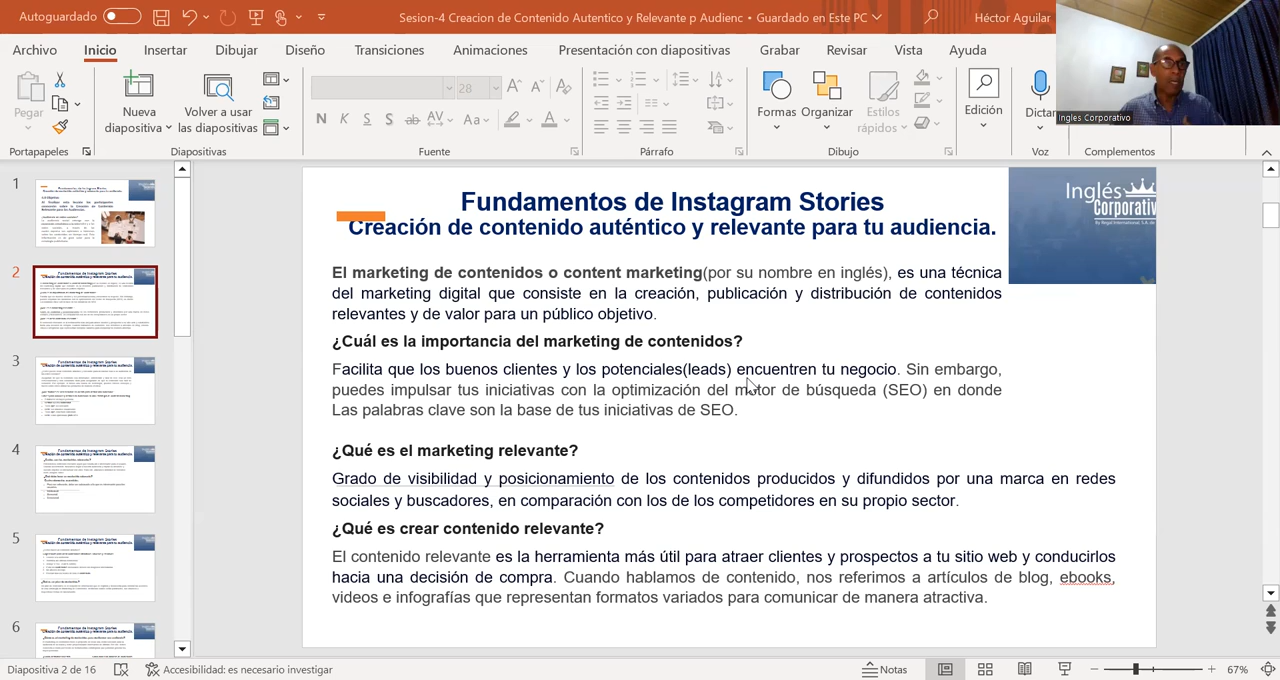 Autoguardado
Sesion-4 Creacion de Contenido Autentico y Relevante p Audienc • Guardado en Este PC
Héctor Aguilar
Archivo Inicio Insertar Dibujar Diseño Transiciones Animaciones Presentación con diapositivas Grabar Revisar Vista Ayuda
Pegar
Nueva diapositiva
Volver a usar las diapositivas
28
N K S S ab AV Aa A
Formas
Organizar
Estilos rápidos
Edición
Dictar
Ingles Corporativo
Portapapeles Diapositivas Fuente Párrafo Dibujo Voz Complementos
1
2
3
4
5
6
Fundamentos de Instagram Stories
Creación de contenido auténtico y relevante para tu audiencia.
Inglés
Corporativ
El marketing de contenidos o content marketing(por su nombre en inglés), es una técnica
del marketing digital que consiste en la creación, publicación y distribución de contenidos
relevantes y de valor para un público objetivo.
¿Cuál es la importancia del marketing de contenidos?
Facilita que los buenos clientes y los potenciales(leads) encuentren tu negocio. Sin embargo,
puedes impulsar tus iniciativas con la optimización del motor de búsqueda (SEO) en donde
Las palabras clave son la base de tus iniciativas de SEO.
¿Qué es el marketing relevante?
Grado de visibilidad y posicionamiento de los contenidos producidos y difundidos por una marca en redes
sociales y buscadores, en comparación con los de los competidores en su propio sector.
¿Qué es crear contenido relevante?
El contenido relevante es la herramienta más útil para atraer leads y prospectos a tu sitio web y conducirlos
hacia una decisión de compra. Cuando hablamos de contenido, nos referimos a artículos de blog, ebooks,
videos e infografías que representan formatos variados para comunicar de manera atractiva.
Diapositiva 2 de 16
Accesibilidad: es necesario investigar
Notas
67%